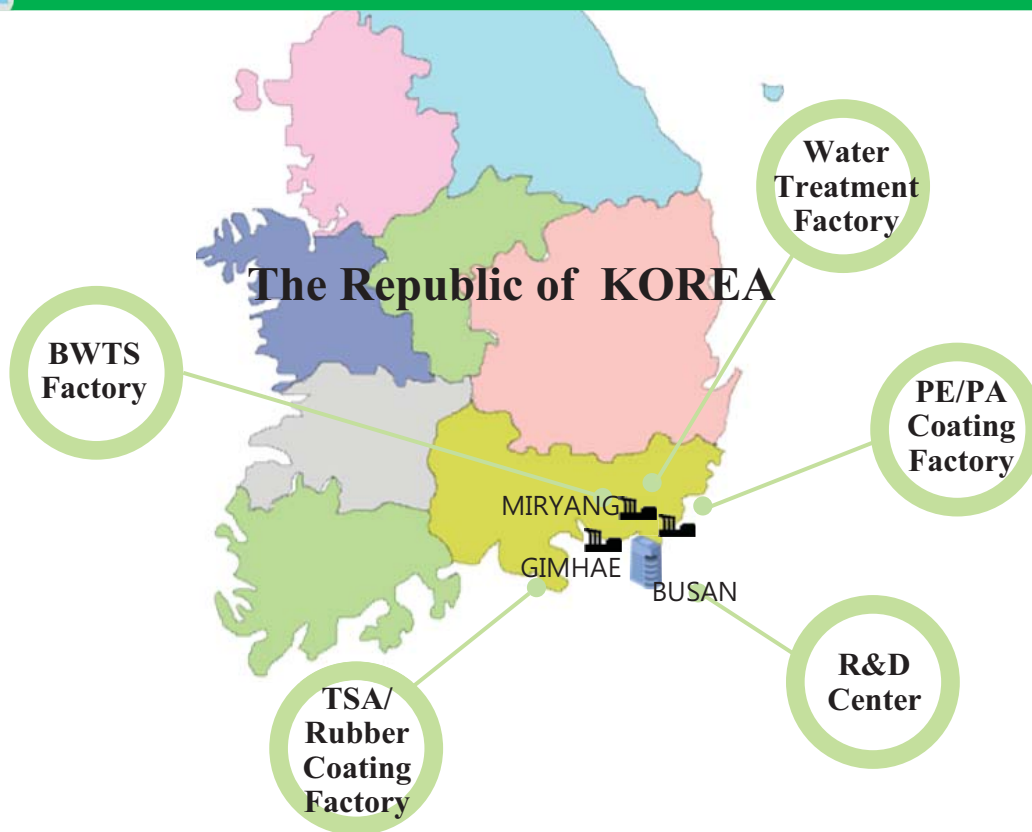 Water
Treatment
Factory
The Republic of KOREA
BWTS
Factory
PE/PA
Coating
Factory
MIRYANG
GIMHAE
BUSAN
R&D
Center
TSA/
Rubber
Coating
Factory